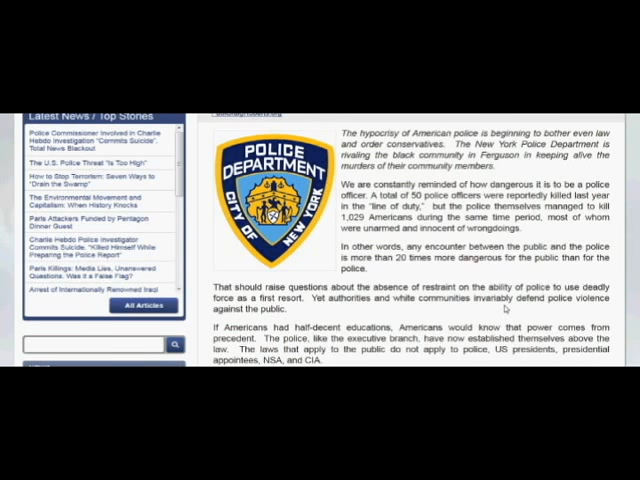 Latest News / Top Stories
Police Commissioner Involved in Charlie
Hebdo Investigation "Commits Suicide".
Total News Blackout
The U.S. Police Threat "Is Too High"
How to Stop Terrorism: Seven Ways to
"Drain the Swamp"
The Environmental Movement and
Capitalism: When History Knocks
Paris Attackers Funded by Pentagon
Dinner Guest
Charlie Hebdo Police Investigator
Commits Suicide. "Killed Himself While
Preparing the Police Report"
Paris Killings: Media Lies, Unanswered
Questions. Was it a False Flag?
Arrest of Internationally Renowned Iraqi
All Articles
POLICE
DEPARTMENT
CITY OF
NEW YORK
The hypocrisy of American police is beginning to bother even law
and order conservatives. The New York Police Department is
rivaling the black community in Ferguson in keeping alive the
murders of their community members.
We are constantly reminded of how dangerous it is to be a police
officer. A total of 50 police officers were reportedly killed last year
in the "line of duty," but the police themselves managed to kill
1,029 Americans during the same time period, most of whom
were unarmed and innocent of wrongdoings.
In other words, any encounter between the public and the police
is more than 20 times more dangerous for the public than for the
police.
That should raise questions about the absence of restraint on the ability of police to use deadly
force as a first resort. Yet authorities and white communities invariably defend police violence
against the public.
If Americans had half-decent educations, Americans would know that power comes from
precedent. The police, like the executive branch, have now established themselves above the
law. The laws that apply to the public do not apply to police, US presidents, presidential
appointees, NSA, and CIA.